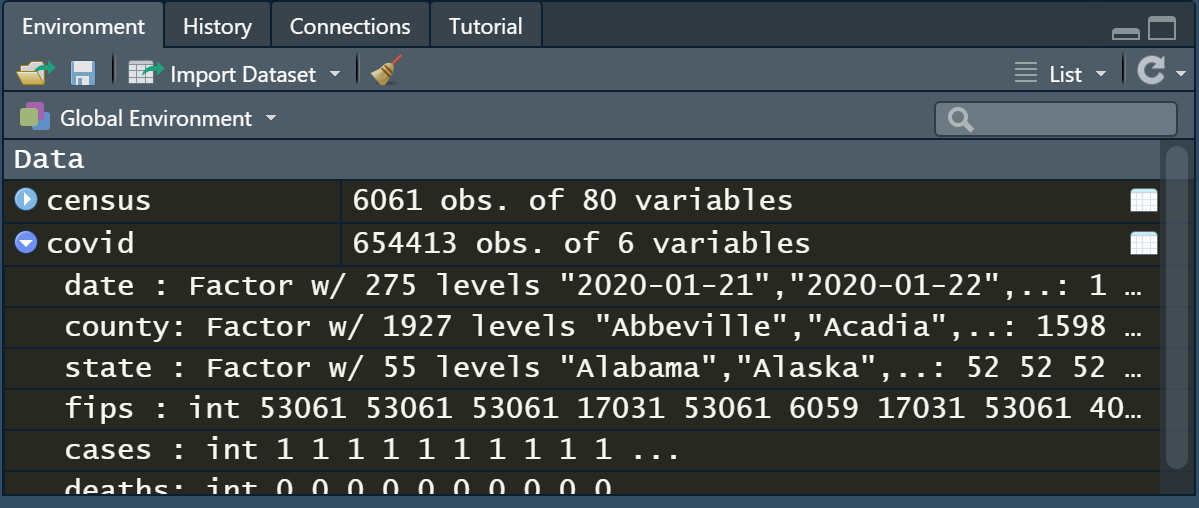 Environment History Connections Tutorial
Import Dataset List
Global Environment
Data
census 6061 obs. of 80 variables
covid 654413 obs. of 6 variables
date : Factor w/ 275 levels "2020-01-21","2020-01-22",..: 1 …
county: Factor w/ 1927 levels "Abbeville","Acadia",..: 1598 …
state : Factor w/ 55 levels "Alabama","Alaska",..: 52 52 52 …
fips : int 53061 53061 53061 17031 53061 6059 17031 53061 40…
cases : int 1 1 1 1 1 1 1 1 1 1 ...
deaths: int 0 0 0 0 0 0 0 0 0 0